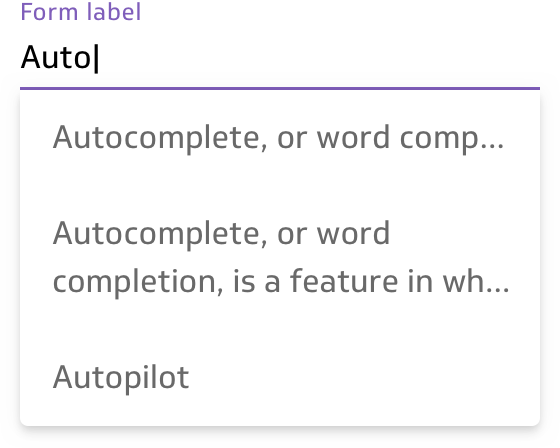 Form label
Auto
Autocomplete, or word comp...
Autocomplete, or word
completion, is a feature in wh...
Autopilot